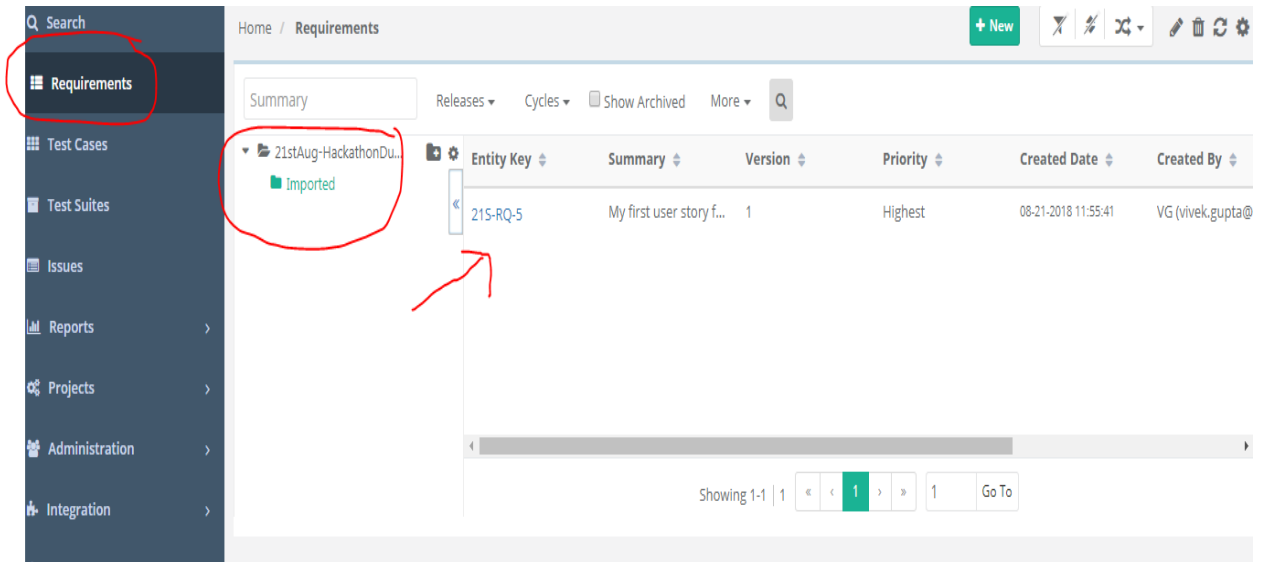 Search
Requirements
Test Cases
Test Suites
Issues
Reports
Projects
Administration
Integration
Home / Requirements
+ New
Summary
Releases
Cycles
Show Archived
More
21stAug-HackathonDu...
Imported
Entity Key Summary Version Priority Created Date Created By
21S-RQ-5 My first user story f... 1 Highest 08-21-2018 11:55:41 VG (vivek.gupta@
Showing 1-1 | 1 « ‹ 1 › » 1 Go To